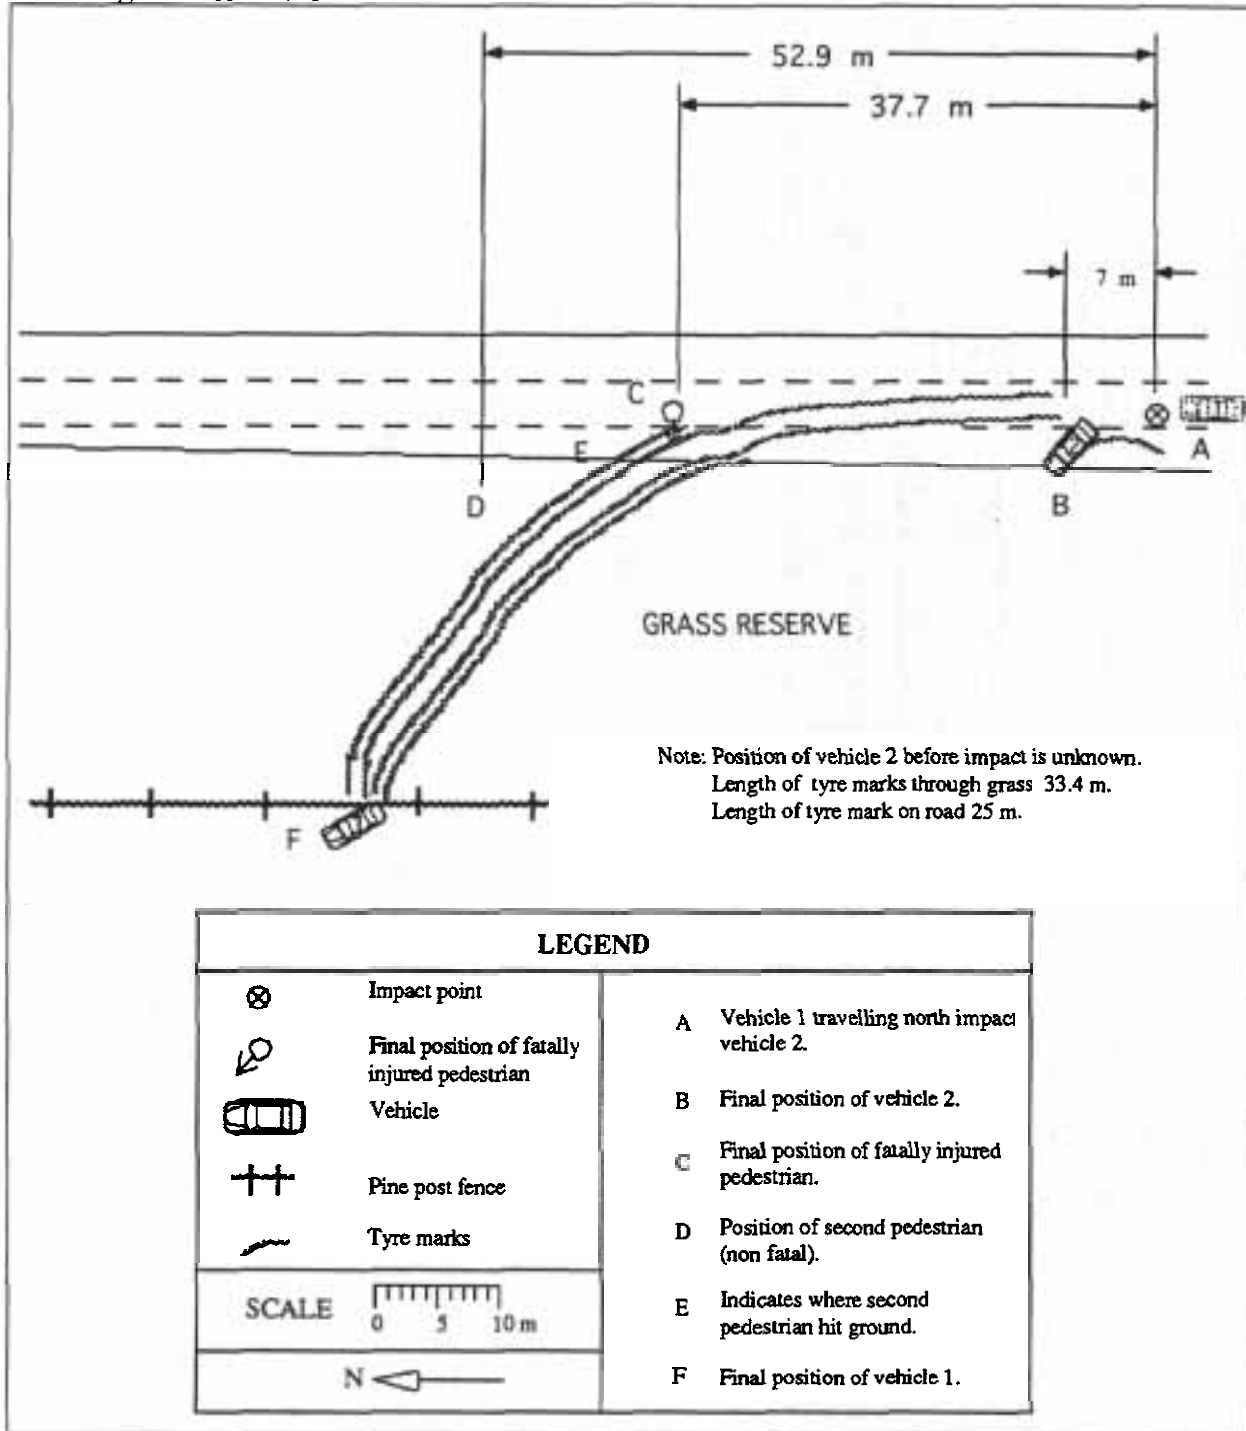 52.9 m
37.7 m
7 m
C
E
A
D
B
GRASS RESERVE
Note: Position of vehicle 2 before impact is unknown.
Length of tyre marks through grass 33.4 m.
Length of tyre mark on road 25 m.
F
LEGEND
Impact point
Final position of fatally
injured pedestrian
Vehicle
Pine post fence
Tyre marks
SCALE
0 5 10 m
N
A Vehicle 1 travelling north impact
vehicle 2.
B Final position of vehicle 2.
C Final position of fatally injured
pedestrian.
D Position of second pedestrian
(non fatal).
E Indicates where second
pedestrian hit ground.
F Final position of vehicle 1.